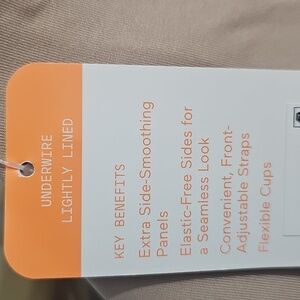 UNDERWIRE
LIGHTLY LINED
KEY BENEFITS
Extra Side-Smoothing
Panels
Elastic-Free Sides for
a Seamless Look
Convenient, Front-
Adjustable Straps
Flexible Cups